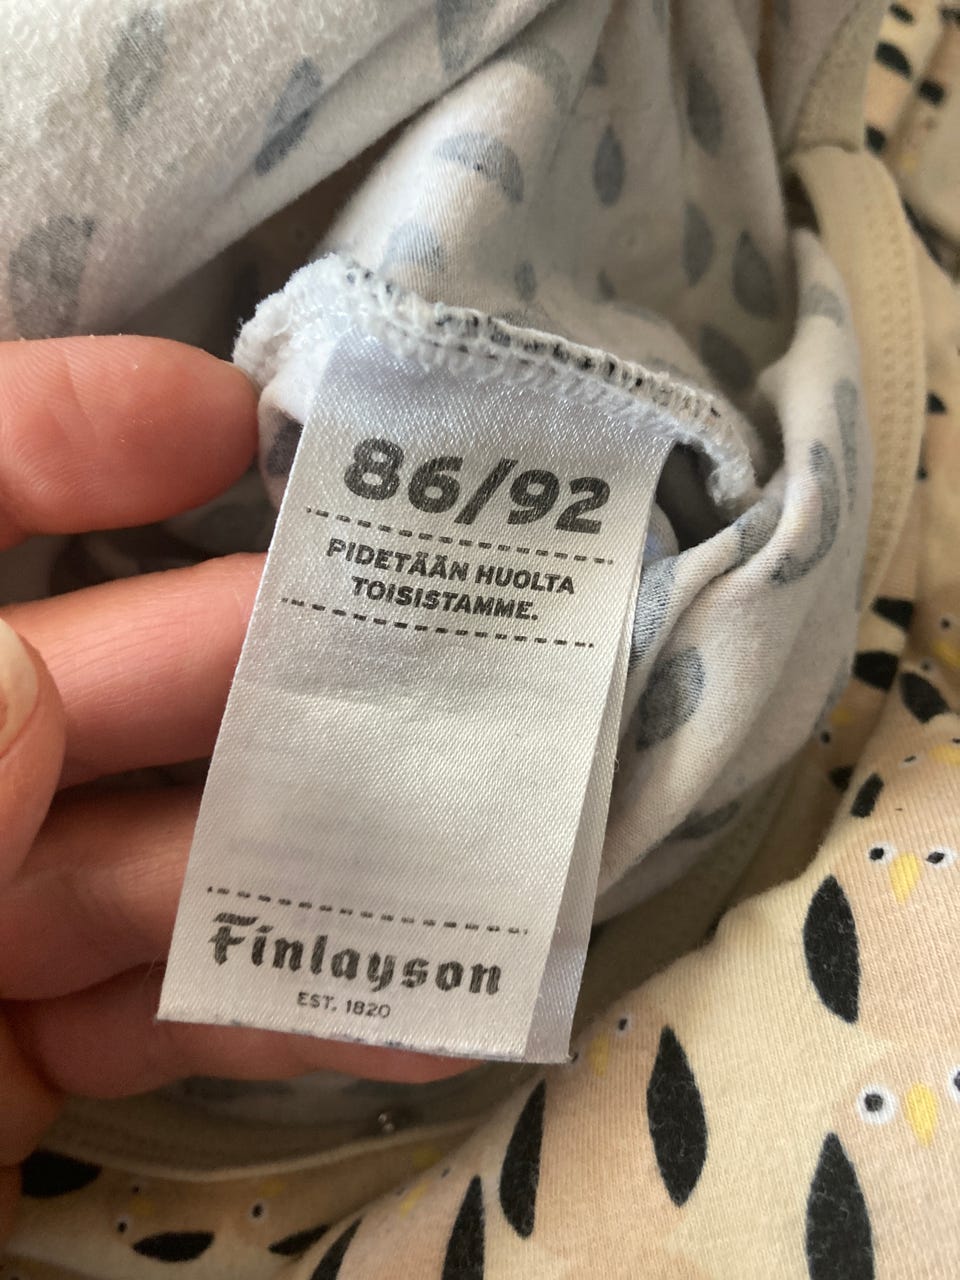 86/92
PIDETÄÄN HUOLTA
TOISISTAMME.
Finlayson
EST. 1820